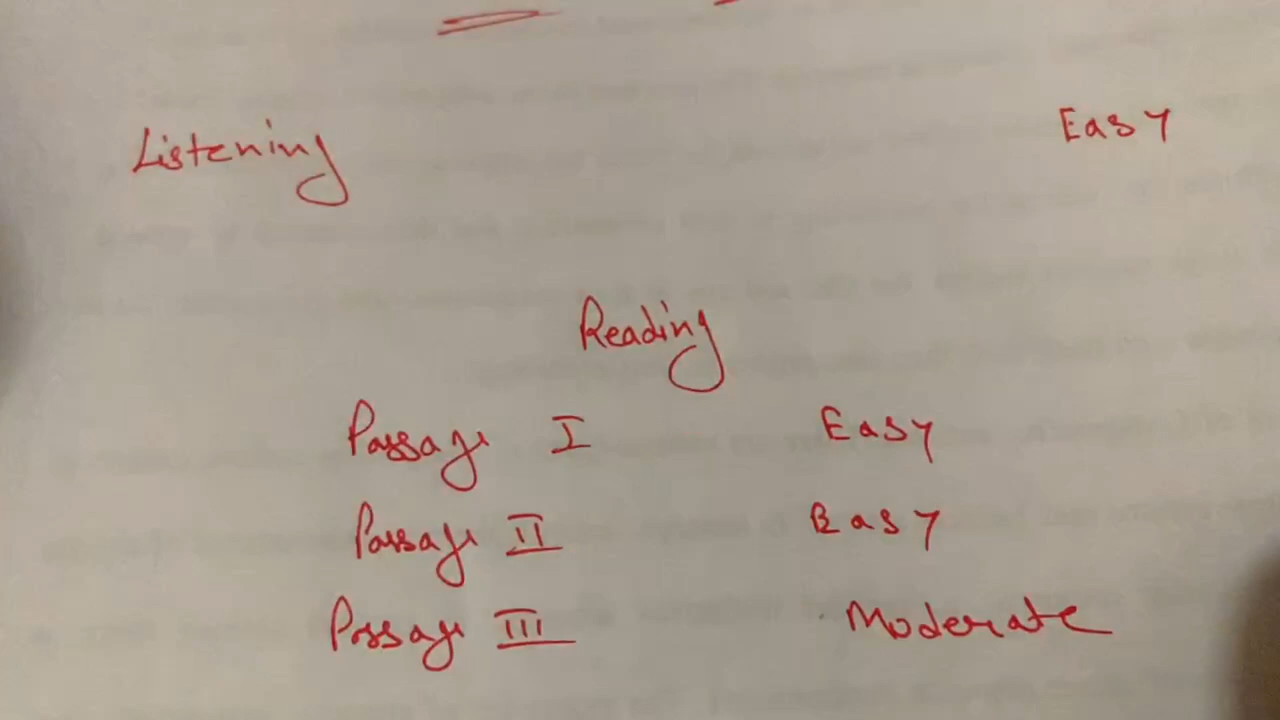 Listening Easy
Reading
Passage I Easy
Passage II Easy
Passage III Moderate